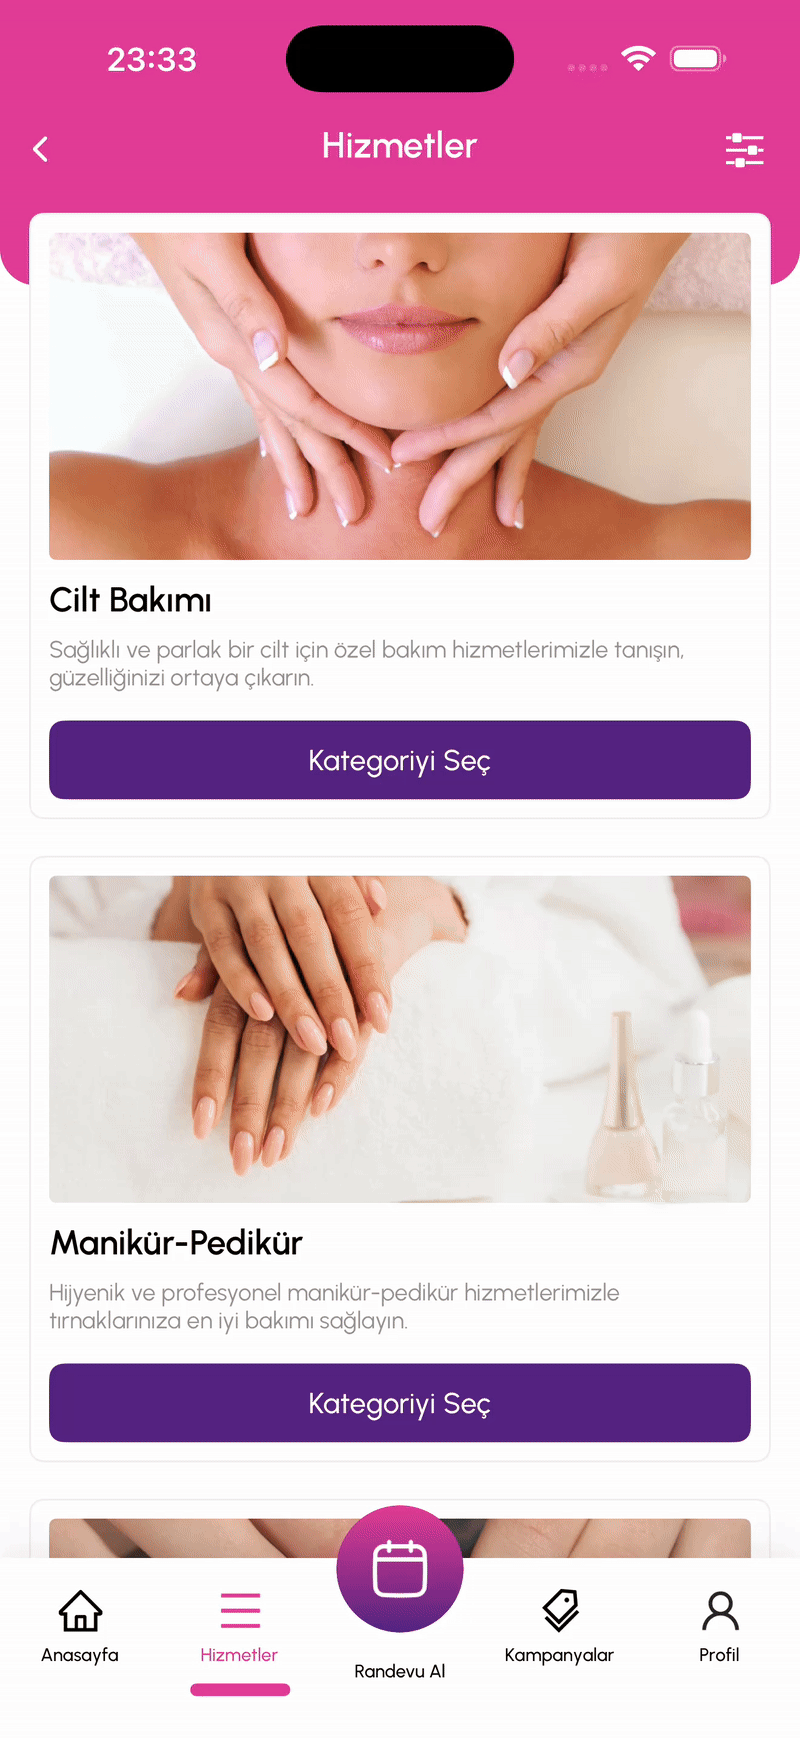 23:33
Hizmetler
Cilt Bakımı
Sağlıklı ve parlak bir cilt için özel bakım hizmetlerimizle tanışın,
güzelliğinizi ortaya çıkarın.
Kategoriyi Seç
Manikür-Pedikür
Hijyenik ve profesyonel manikür-pedikür hizmetlerimizle
tırnaklarınıza en iyi bakımı sağlayın.
Kategoriyi Seç
Anasayfa
Hizmetler
Randevu Al
Kampanyalar
Profil